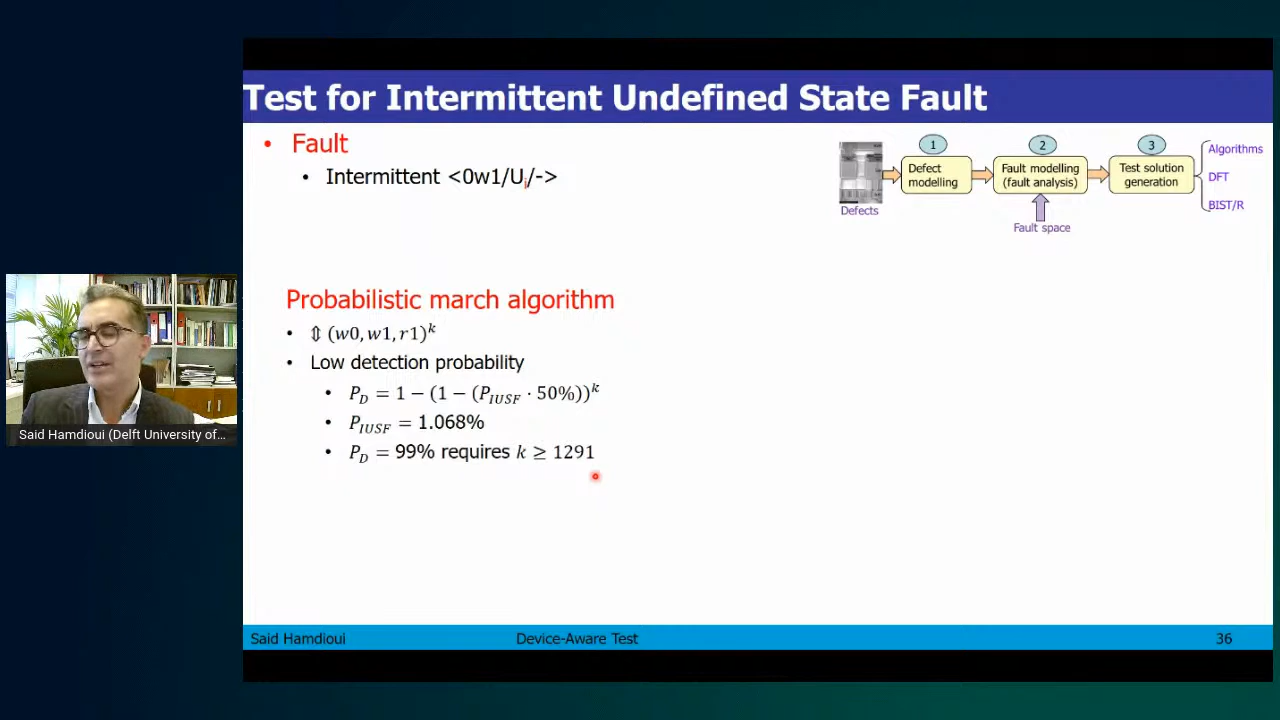 Test for Intermittent Undefined State Fault
• Fault
• Intermittent <0w1/Uᵢ/->
1
2
3
Defect
modelling
Fault modelling
(fault analysis)
Test solution
generation
Algorithms
DFT
BIST/R
Defects
Fault space
Probabilistic march algorithm
• ⇕ (w0, w1, r1)^k
• Low detection probability
• P_D = 1 − (1 − (P_IUSF · 50%))^k
• P_IUSF = 1.068%
• P_D = 99% requires k ≥ 1291
Said Hamdioui (Delft University of...
Said Hamdioui
Device-Aware Test
36